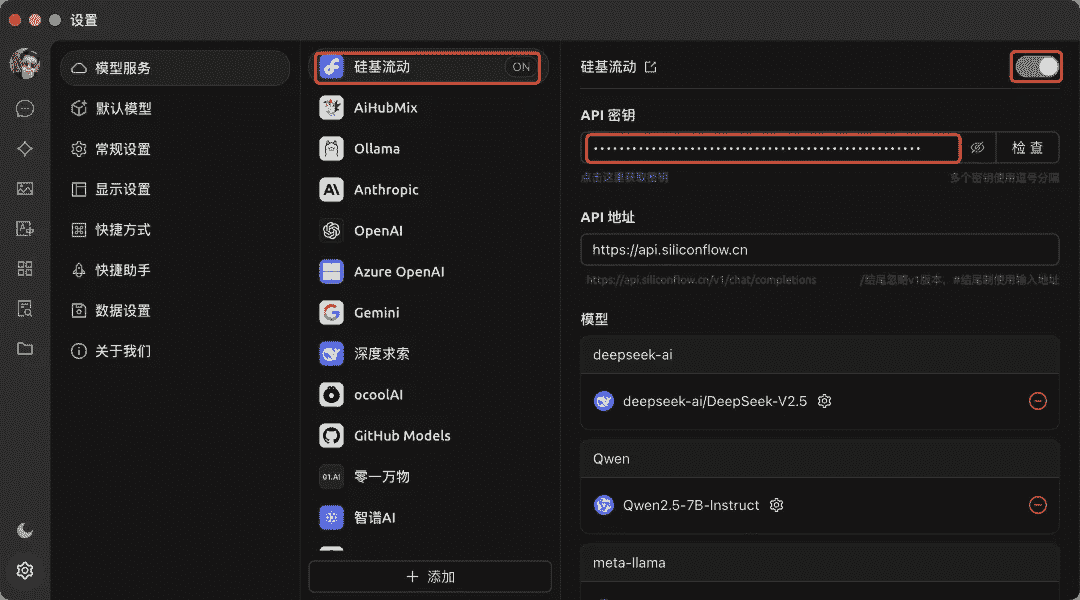 设置
模型服务
默认模型
常规设置
显示设置
快捷方式
快捷助手
数据设置
关于我们
硅基流动 ON
AiHubMix
Ollama
Anthropic
OpenAI
Azure OpenAI
Gemini
深度求索
ocoolAI
GitHub Models
01.AI 零一万物
智谱AI
添加
硅基流动
API 密钥
••••••••••••••••••••••••••••••••••••••••••••••••••• 检 查
点击这里获取密钥 多个密钥使用逗号分隔
API 地址
https://api.siliconflow.cn
https://api.siliconflow.cn/v1/chat/completions /结尾忽略v1版本，#结尾制使用输入地址
模型
deepseek-ai
deepseek-ai/DeepSeek-V2.5
Qwen
Qwen2.5-7B-Instruct
meta-llama